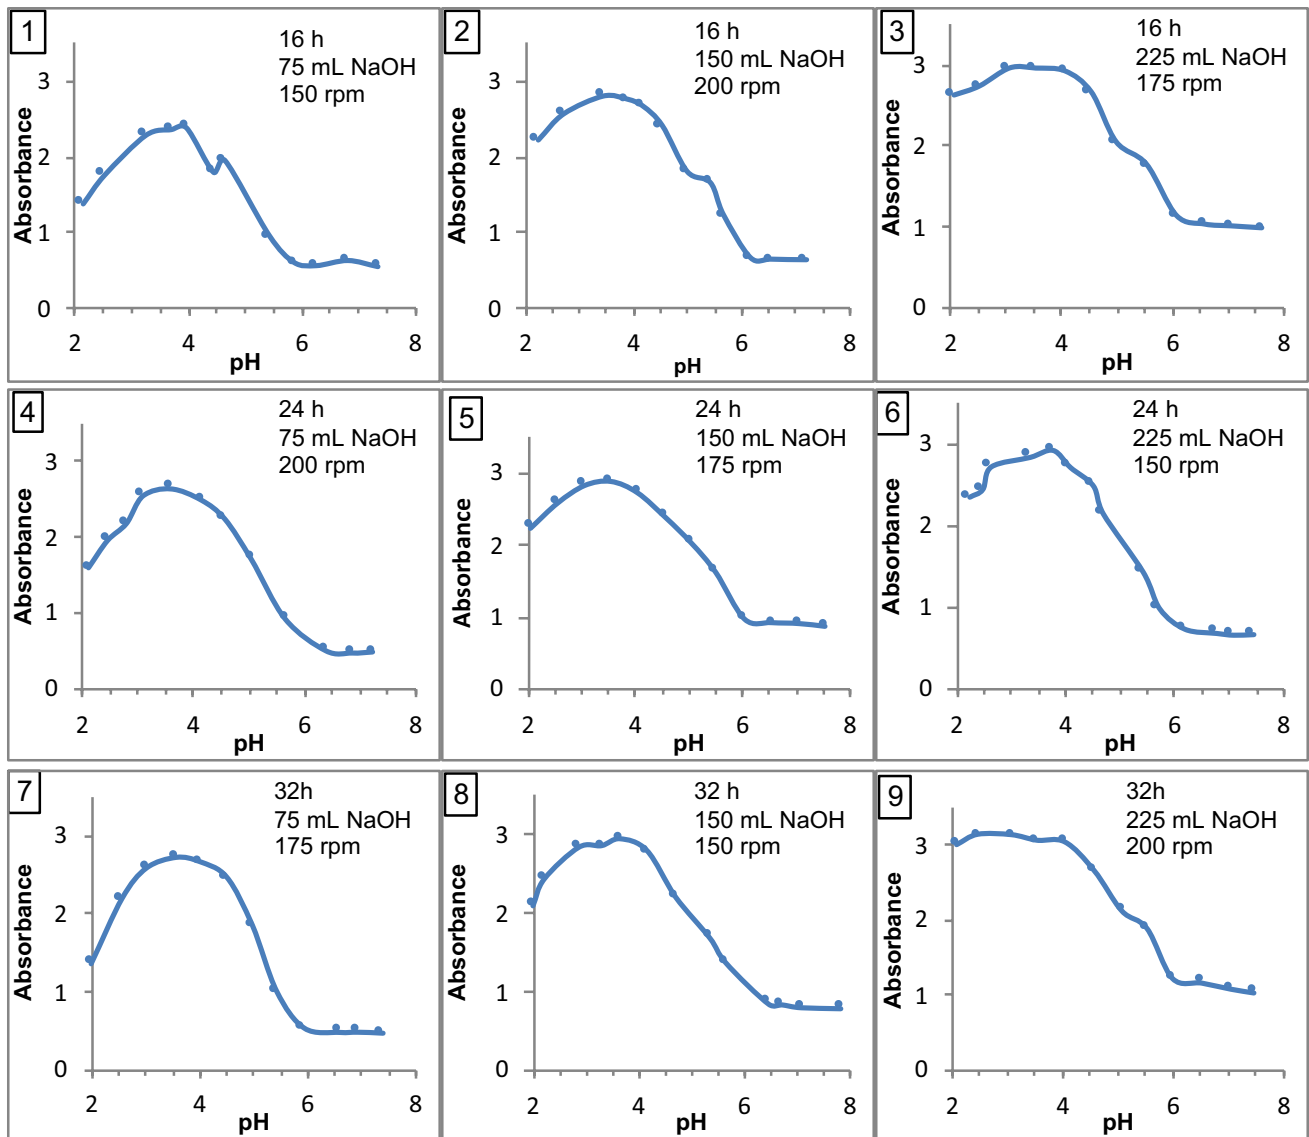 1
16 h
75 mL NaOH
150 rpm
Absorbance
3
2
1
0
2 4 6 8
pH
2
16 h
150 mL NaOH
200 rpm
Absorbance
3
2
1
0
2 4 6 8
pH
3
16 h
225 mL NaOH
175 rpm
Absorbance
3
2
1
0
2 4 6 8
pH
4
24 h
75 mL NaOH
200 rpm
Absorbance
3
2
1
0
2 4 6 8
pH
5
24 h
150 mL NaOH
175 rpm
Absorbance
3
2
1
0
2 4 6 8
pH
6
24 h
225 mL NaOH
150 rpm
Absorbance
3
2
1
0
2 4 6 8
pH
7
32h
75 mL NaOH
175 rpm
Absorbance
3
2
1
0
2 4 6 8
pH
8
32 h
150 mL NaOH
150 rpm
Absorbance
3
2
1
0
2 4 6 8
pH
9
32h
225 mL NaOH
200 rpm
Absorbance
3
2
1
0
2 4 6 8
pH